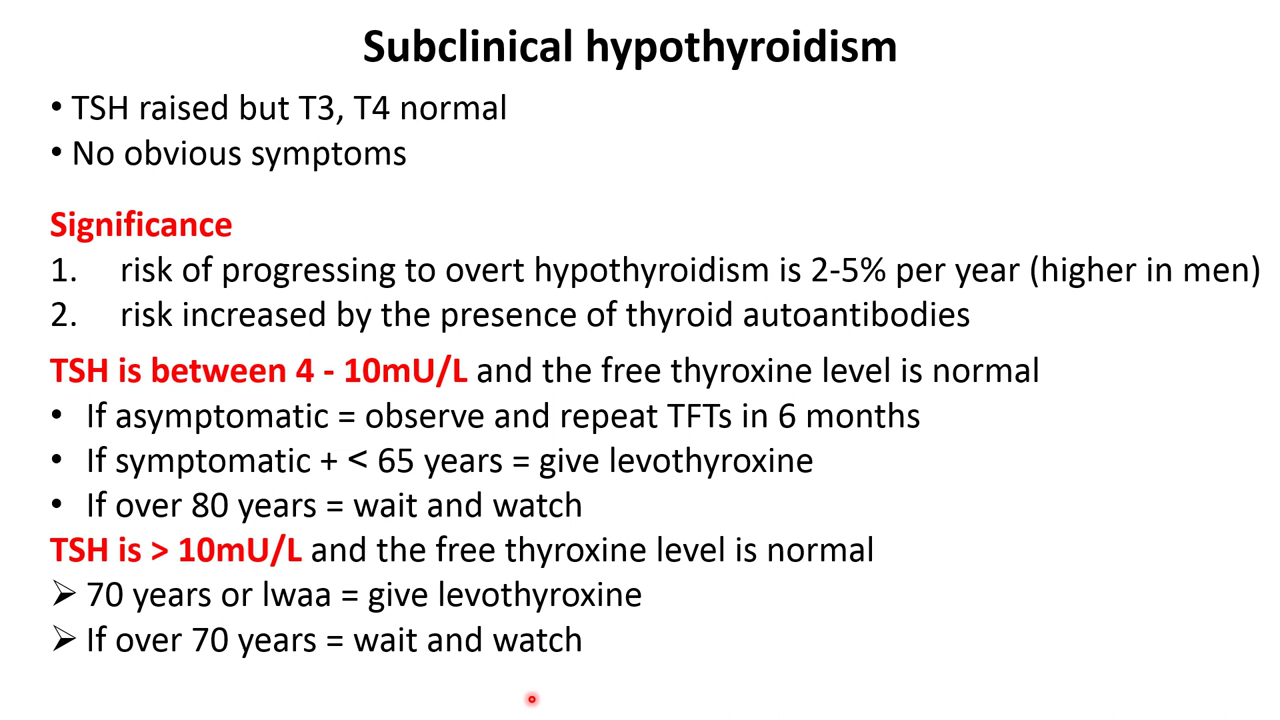 Subclinical hypothyroidism
• TSH raised but T3, T4 normal
• No obvious symptoms
Significance
1. risk of progressing to overt hypothyroidism is 2-5% per year (higher in men)
2. risk increased by the presence of thyroid autoantibodies
TSH is between 4 - 10mU/L and the free thyroxine level is normal
• If asymptomatic = observe and repeat TFTs in 6 months
• If symptomatic + < 65 years = give levothyroxine
• If over 80 years = wait and watch
TSH is > 10mU/L and the free thyroxine level is normal
➢ 70 years or lwaa = give levothyroxine
➢ If over 70 years = wait and watch